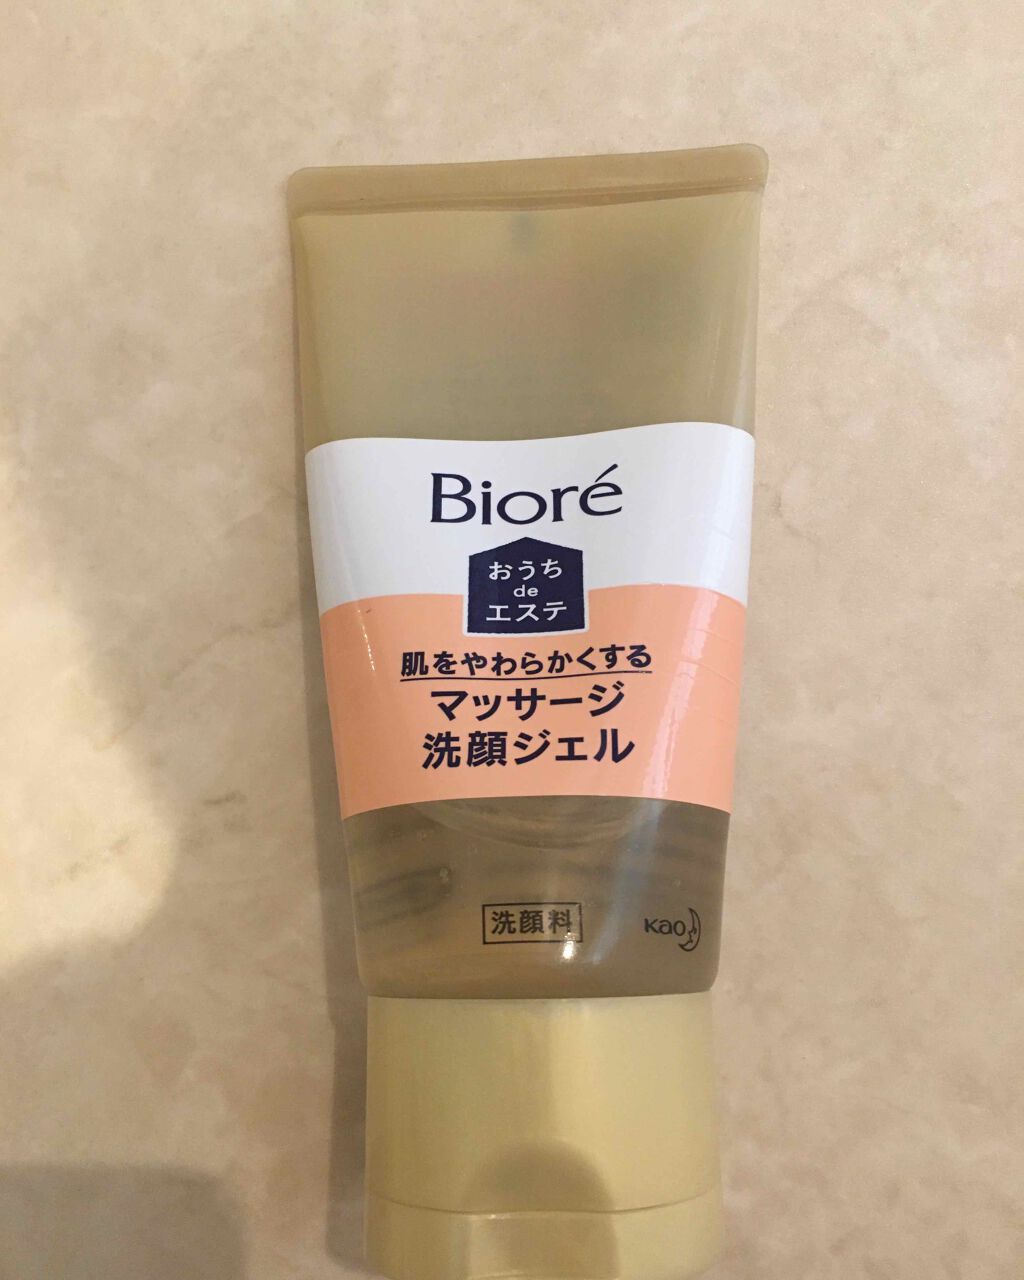 Bioré
おうち
de
エステ
肌をやわらかくする
マッサージ
洗顔ジェル
洗顔料
Kao